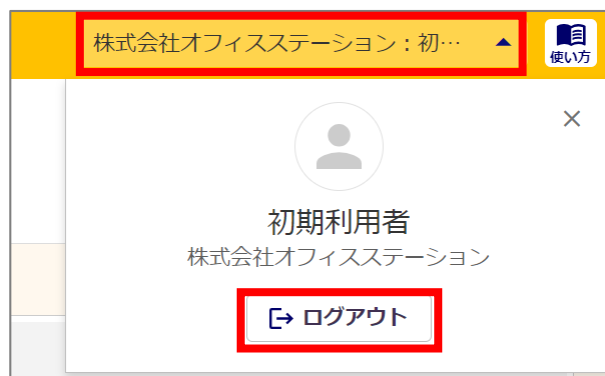 株式会社オフィスステーション：初…
使い方
初期利用者
株式会社オフィスステーション
ログアウト